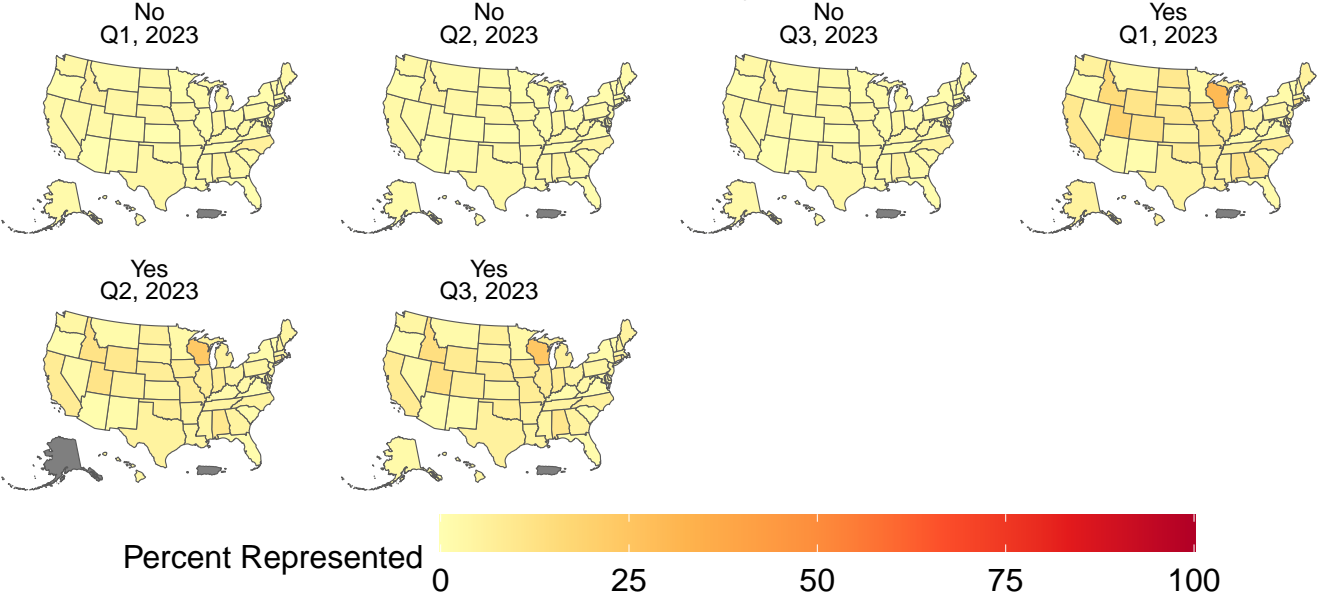 No
Q1, 2023
No
Q2, 2023
No
Q3, 2023
Yes
Q1, 2023
Yes
Q2, 2023
Yes
Q3, 2023
Percent Represented
0 25 50 75 100